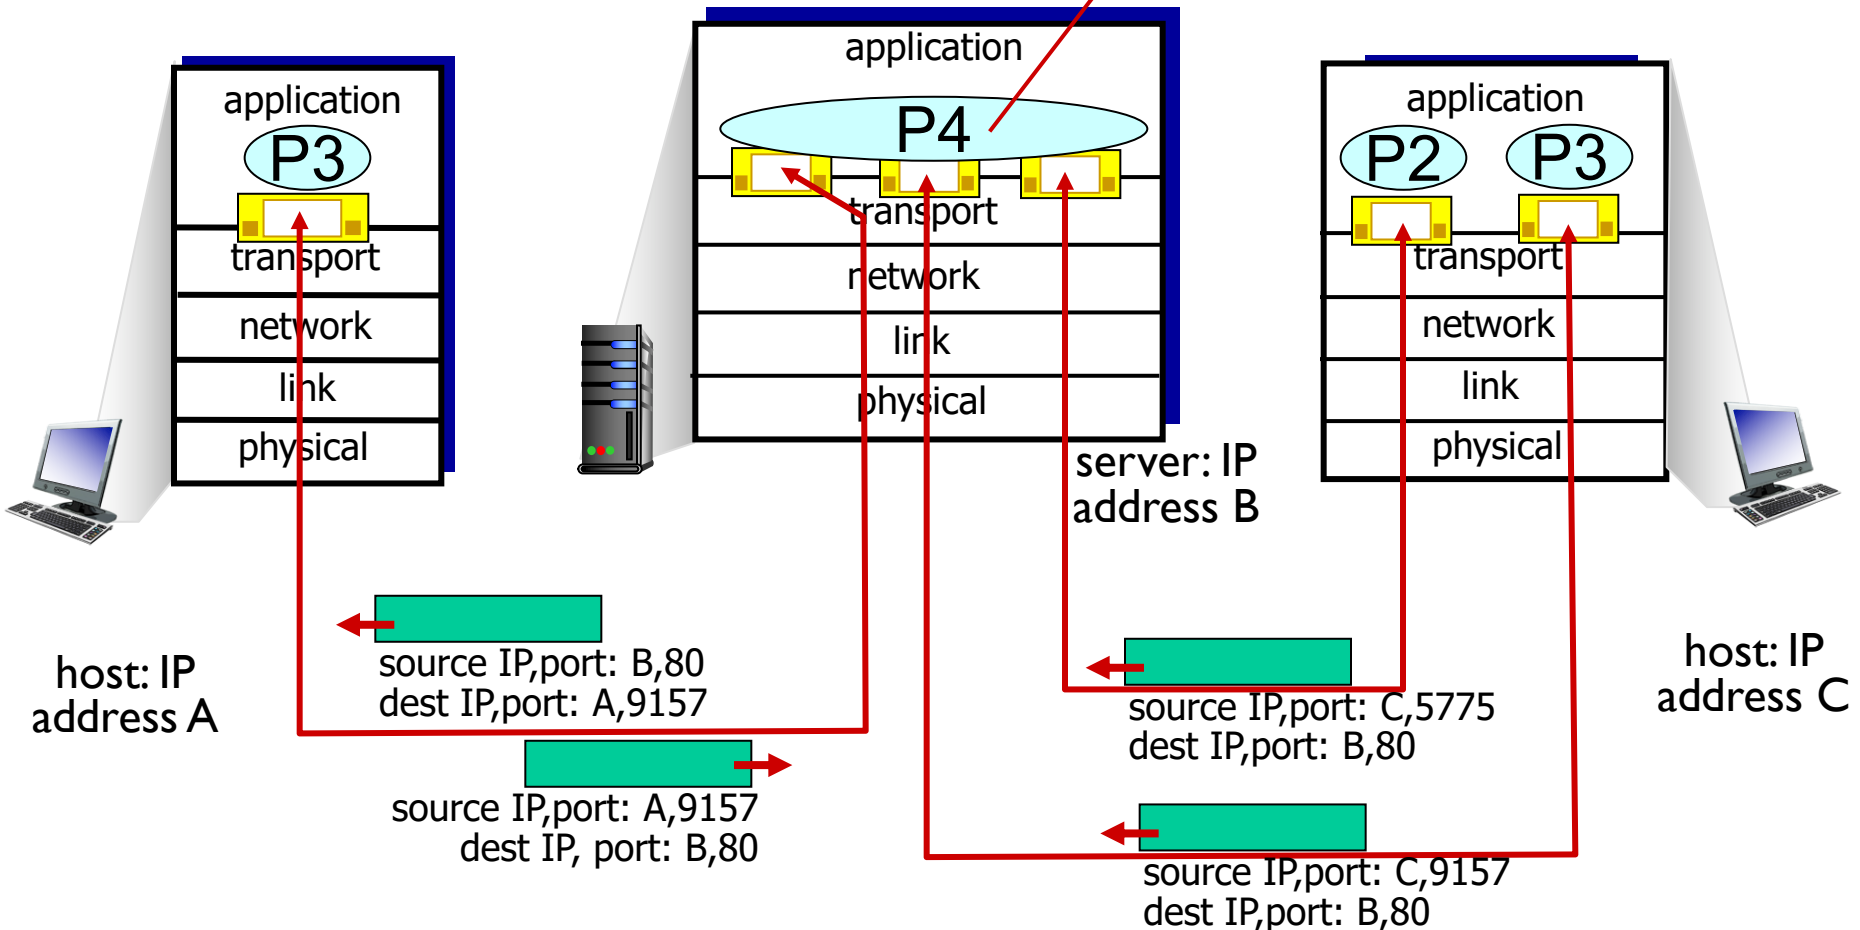 application
P3
transport
network
link
physical
host: IP
address A
application
P4
transport
network
link
physical
server: IP
address B
application
P2
P3
transport
network
link
physical
host: IP
address C
source IP,port: B,80
dest IP,port: A,9157
source IP,port: A,9157
dest IP, port: B,80
source IP,port: C,5775
dest IP,port: B,80
source IP,port: C,9157
dest IP,port: B,80